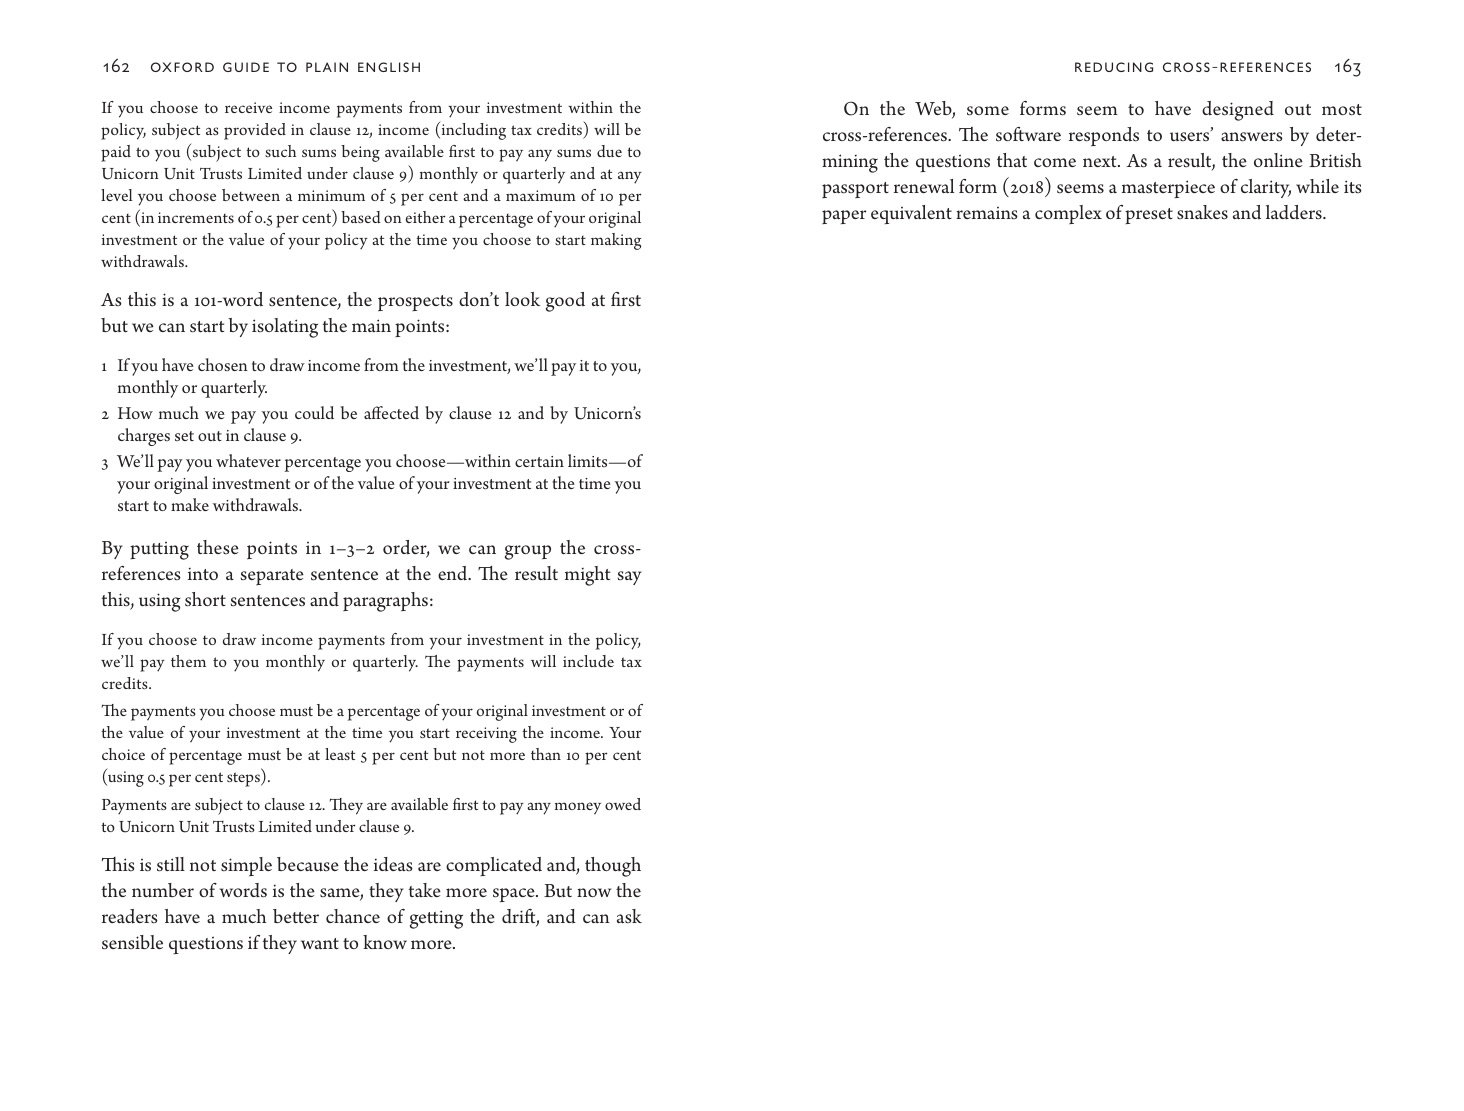 162 OXFORD GUIDE TO PLAIN ENGLISH
If you choose to receive income payments from your investment within the
policy, subject as provided in clause 12, income (including tax credits) will be
paid to you (subject to such sums being available first to pay any sums due to
Unicorn Unit Trusts Limited under clause 9) monthly or quarterly and at any
level you choose between a minimum of 5 per cent and a maximum of 10 per
cent (in increments of 0.5 per cent) based on either a percentage of your original
investment or the value of your policy at the time you choose to start making
withdrawals.
As this is a 101-word sentence, the prospects don’t look good at first
but we can start by isolating the main points:
1 If you have chosen to draw income from the investment, we’ll pay it to you,
monthly or quarterly.
2 How much we pay you could be affected by clause 12 and by Unicorn’s
charges set out in clause 9.
3 We’ll pay you whatever percentage you choose—within certain limits—of
your original investment or of the value of your investment at the time you
start to make withdrawals.
By putting these points in 1–3–2 order, we can group the cross-
references into a separate sentence at the end. The result might say
this, using short sentences and paragraphs:
If you choose to draw income payments from your investment in the policy,
we’ll pay them to you monthly or quarterly. The payments will include tax
credits.
The payments you choose must be a percentage of your original investment or of
the value of your investment at the time you start receiving the income. Your
choice of percentage must be at least 5 per cent but not more than 10 per cent
(using 0.5 per cent steps).
Payments are subject to clause 12. They are available first to pay any money owed
to Unicorn Unit Trusts Limited under clause 9.
This is still not simple because the ideas are complicated and, though
the number of words is the same, they take more space. But now the
readers have a much better chance of getting the drift, and can ask
sensible questions if they want to know more.
REDUCING CROSS-REFERENCES 163
On the Web, some forms seem to have designed out most
cross-references. The software responds to users’ answers by deter-
mining the questions that come next. As a result, the online British
passport renewal form (2018) seems a masterpiece of clarity, while its
paper equivalent remains a complex of preset snakes and ladders.